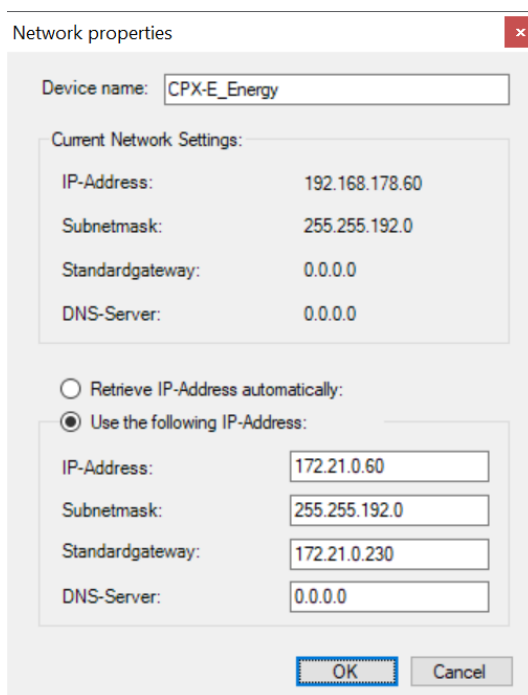 Network properties
Device name: CPX-E_Energy
Current Network Settings:
IP-Address: 192.168.178.60
Subnetmask: 255.255.192.0
Standardgateway: 0.0.0.0
DNS-Server: 0.0.0.0
Retrieve IP-Address automatically:
Use the following IP-Address:
IP-Address: 172.21.0.60
Subnetmask: 255.255.192.0
Standardgateway: 172.21.0.230
DNS-Server: 0.0.0.0
OK Cancel